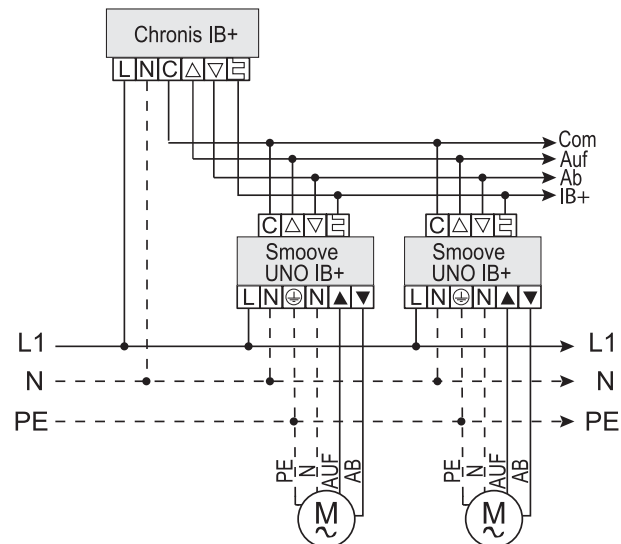 Chronis IB+
L N C △ ▽
Com
Auf
Ab
IB+
C △ ▽ C △ ▽
Smoove UNO IB+ Smoove UNO IB+
L N N ▲ ▼ L N N ▲ ▼
L1 L1
N N
PE PE
PE N AUF AB PE N AUF AB
M ~ M ~